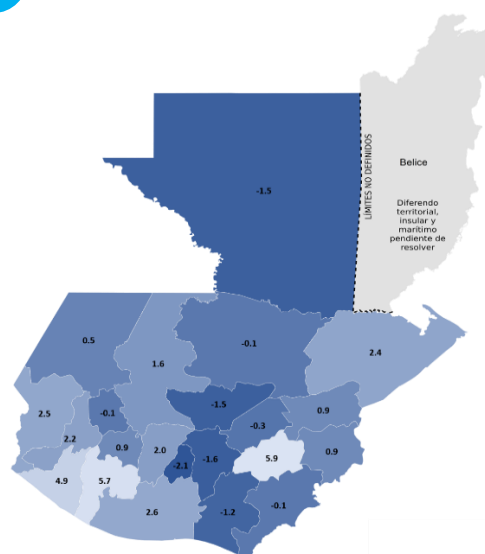 -1.5
LÍMITES NO DEFINIDOS
Belice
Diferendo
territorial,
insular y
marítimo
pendiente de
resolver
0.5
1.6
-0.1
2.4
2.5
-0.1
-1.5
0.9
2.2
-0.3
0.9
2.0
-2.1
-1.6
5.9
0.9
4.9
5.7
2.6
-1.2
-0.1